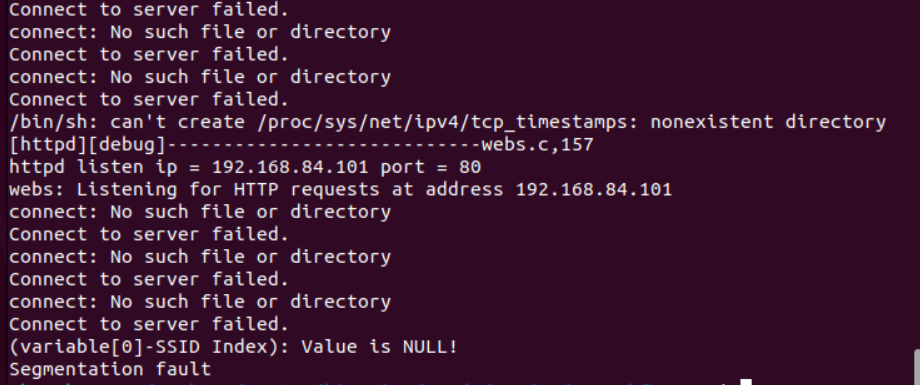 Connect to server failed.
connect: No such file or directory
Connect to server failed.
connect: No such file or directory
Connect to server failed.
/bin/sh: can't create /proc/sys/net/ipv4/tcp_timestamps: nonexistent directory
[httpd][debug]----------------------------webs.c,157
httpd listen ip = 192.168.84.101 port = 80
webs: Listening for HTTP requests at address 192.168.84.101
connect: No such file or directory
Connect to server failed.
connect: No such file or directory
Connect to server failed.
connect: No such file or directory
Connect to server failed.
(variable[0]-SSID Index): Value is NULL!
Segmentation fault